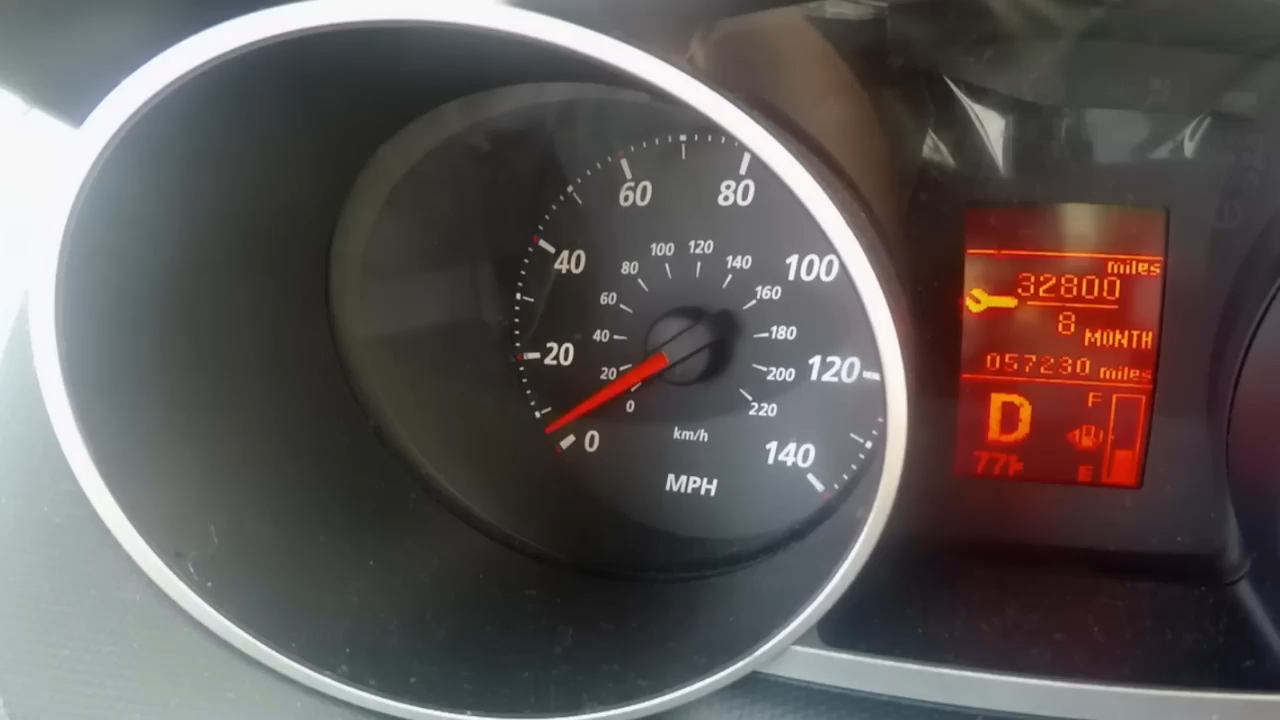 60 80
40 100
20 120
0 140
100 120
80 140
60 160
40 180
20 200
0 220
km/h
MPH
miles
32800
8 MONTH
057230 miles
D
F
E